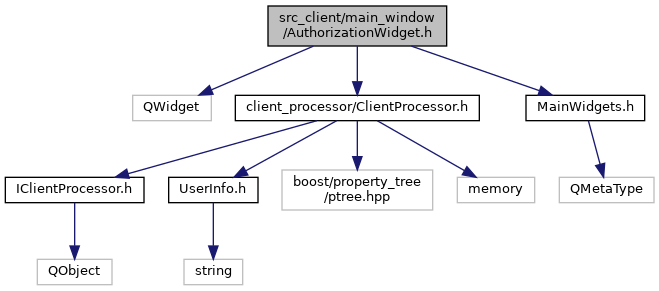 src_client/main_window
/AuthorizationWidget.h
QWidget
client_processor/ClientProcessor.h
MainWidgets.h
IClientProcessor.h
UserInfo.h
boost/property_tree
/ptree.hpp
memory
QMetaType
QObject
string